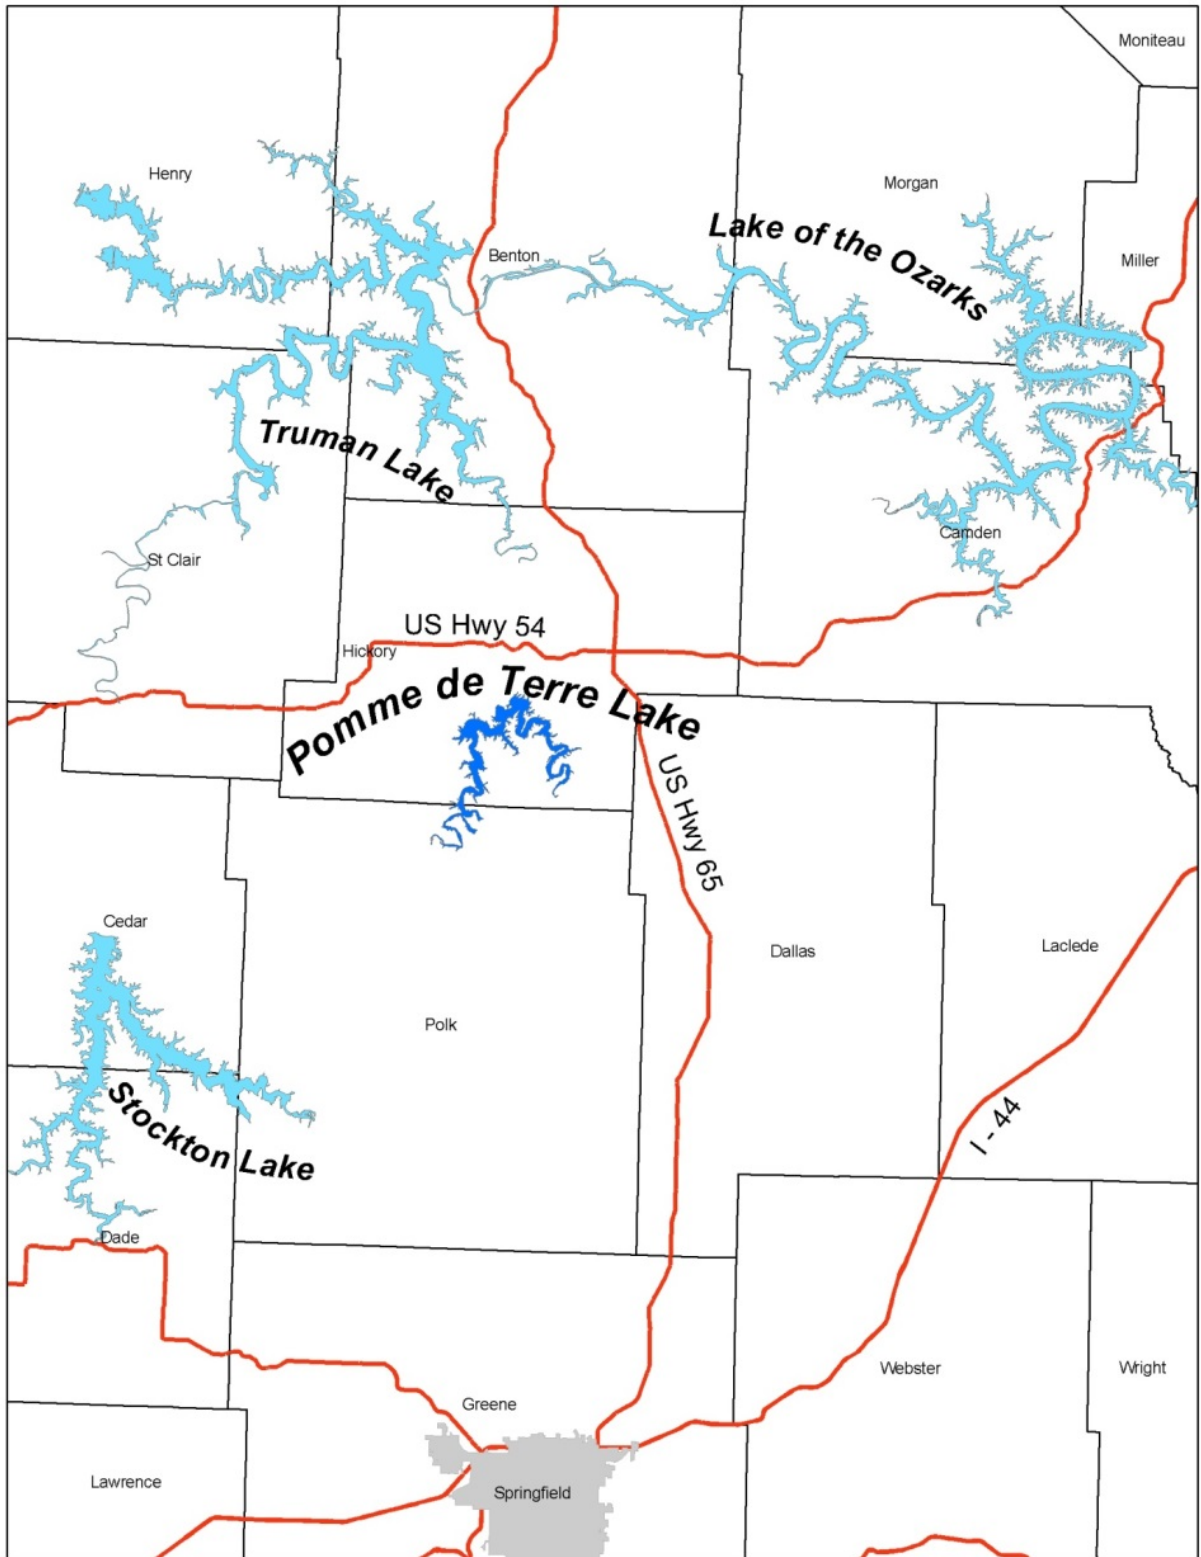 Moniteau
Henry
Morgan
Lake of the Ozarks
Benton
Miller
Truman Lake
Camden
St Clair
US Hwy 54
Hickory
Pomme de Terre Lake
US Hwy 65
Cedar
Dallas
Laclede
Polk
Stockton Lake
I - 44
Dade
Webster
Wright
Greene
Lawrence
Springfield